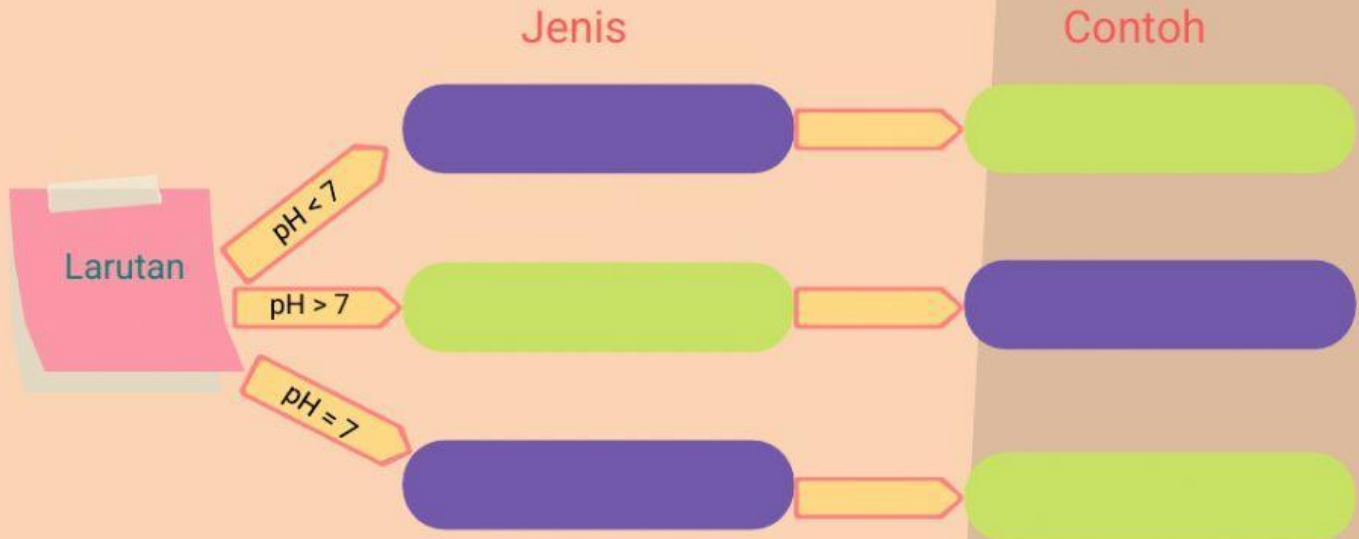 Jenis
Contoh
pH < 7
Larutan
pH > 7
pH = 7